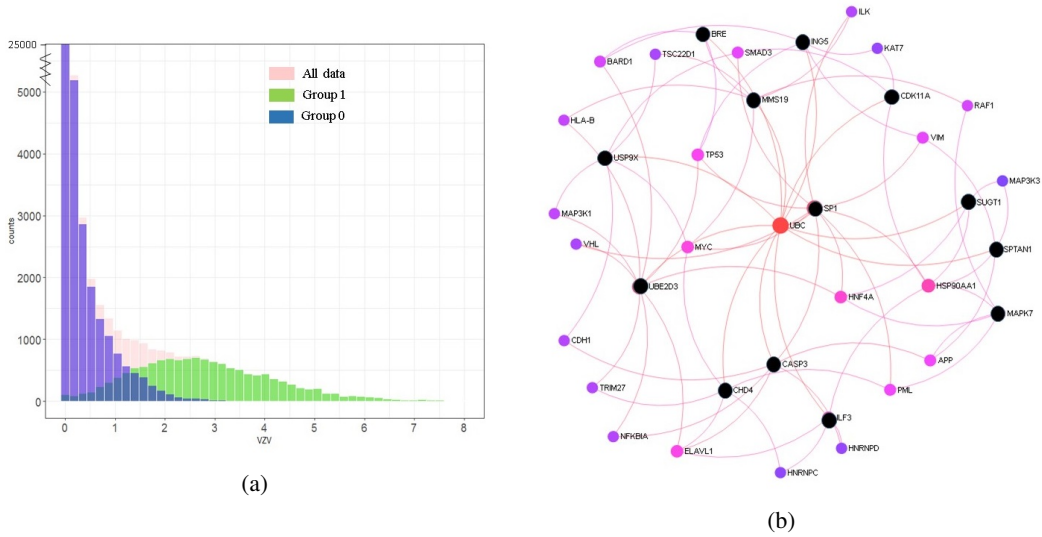 25000
5000
4000
3000
2000
1000
0
counts
0 1 2 3 4 5 6 7 8
VZV
All data
Group 1
Group 0
(a)
ILK
BRE
ING5
KAT7
TSC22D1
SMAD3
BARD1
MMS19
CDK11A
RAF1
HLA-B
VIM
USP9X
TP53
MAP3K3
SUGT1
MAP3K1
SP1
UBC
VHL
MYC
SPTAN1
UBE2D3
HSP90AA1
HNF4A
MAPK7
CDH1
APP
CASP3
TRIM27
CHD4
PML
ILF3
NFKBIA
ELAVL1
HNRNPD
HNRNPC
(b)